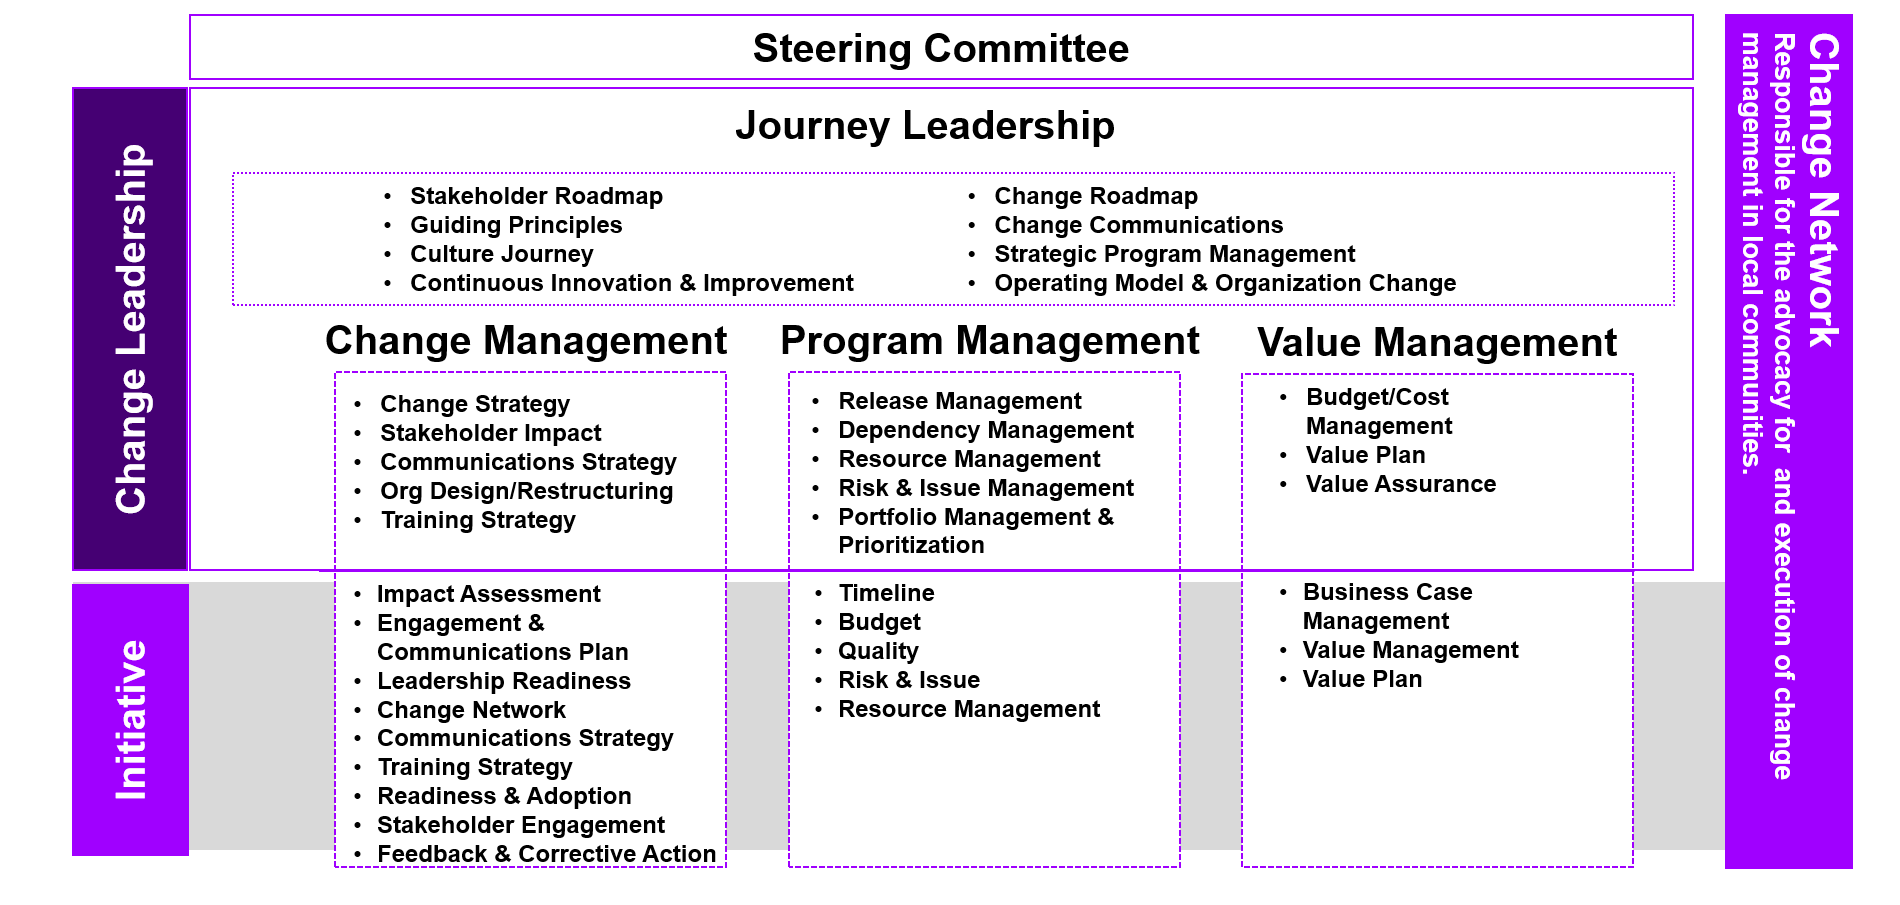 Steering Committee
Change Leadership
Journey Leadership
• Stakeholder Roadmap
• Guiding Principles
• Culture Journey
• Continuous Innovation & Improvement
• Change Roadmap
• Change Communications
• Strategic Program Management
• Operating Model & Organization Change
Change Management
• Change Strategy
• Stakeholder Impact
• Communications Strategy
• Org Design/Restructuring
• Training Strategy
Program Management
• Release Management
• Dependency Management
• Resource Management
• Risk & Issue Management
• Portfolio Management &
Prioritization
Value Management
• Budget/Cost
Management
• Value Plan
• Value Assurance
Initiative
• Impact Assessment
• Engagement &
Communications Plan
• Leadership Readiness
• Change Network
• Communications Strategy
• Training Strategy
• Readiness & Adoption
• Stakeholder Engagement
• Feedback & Corrective Action
• Timeline
• Budget
• Quality
• Risk & Issue
• Resource Management
• Business Case
Management
• Value Management
• Value Plan
Change Network
Responsible for the advocacy for  and execution of change
management in local communities.